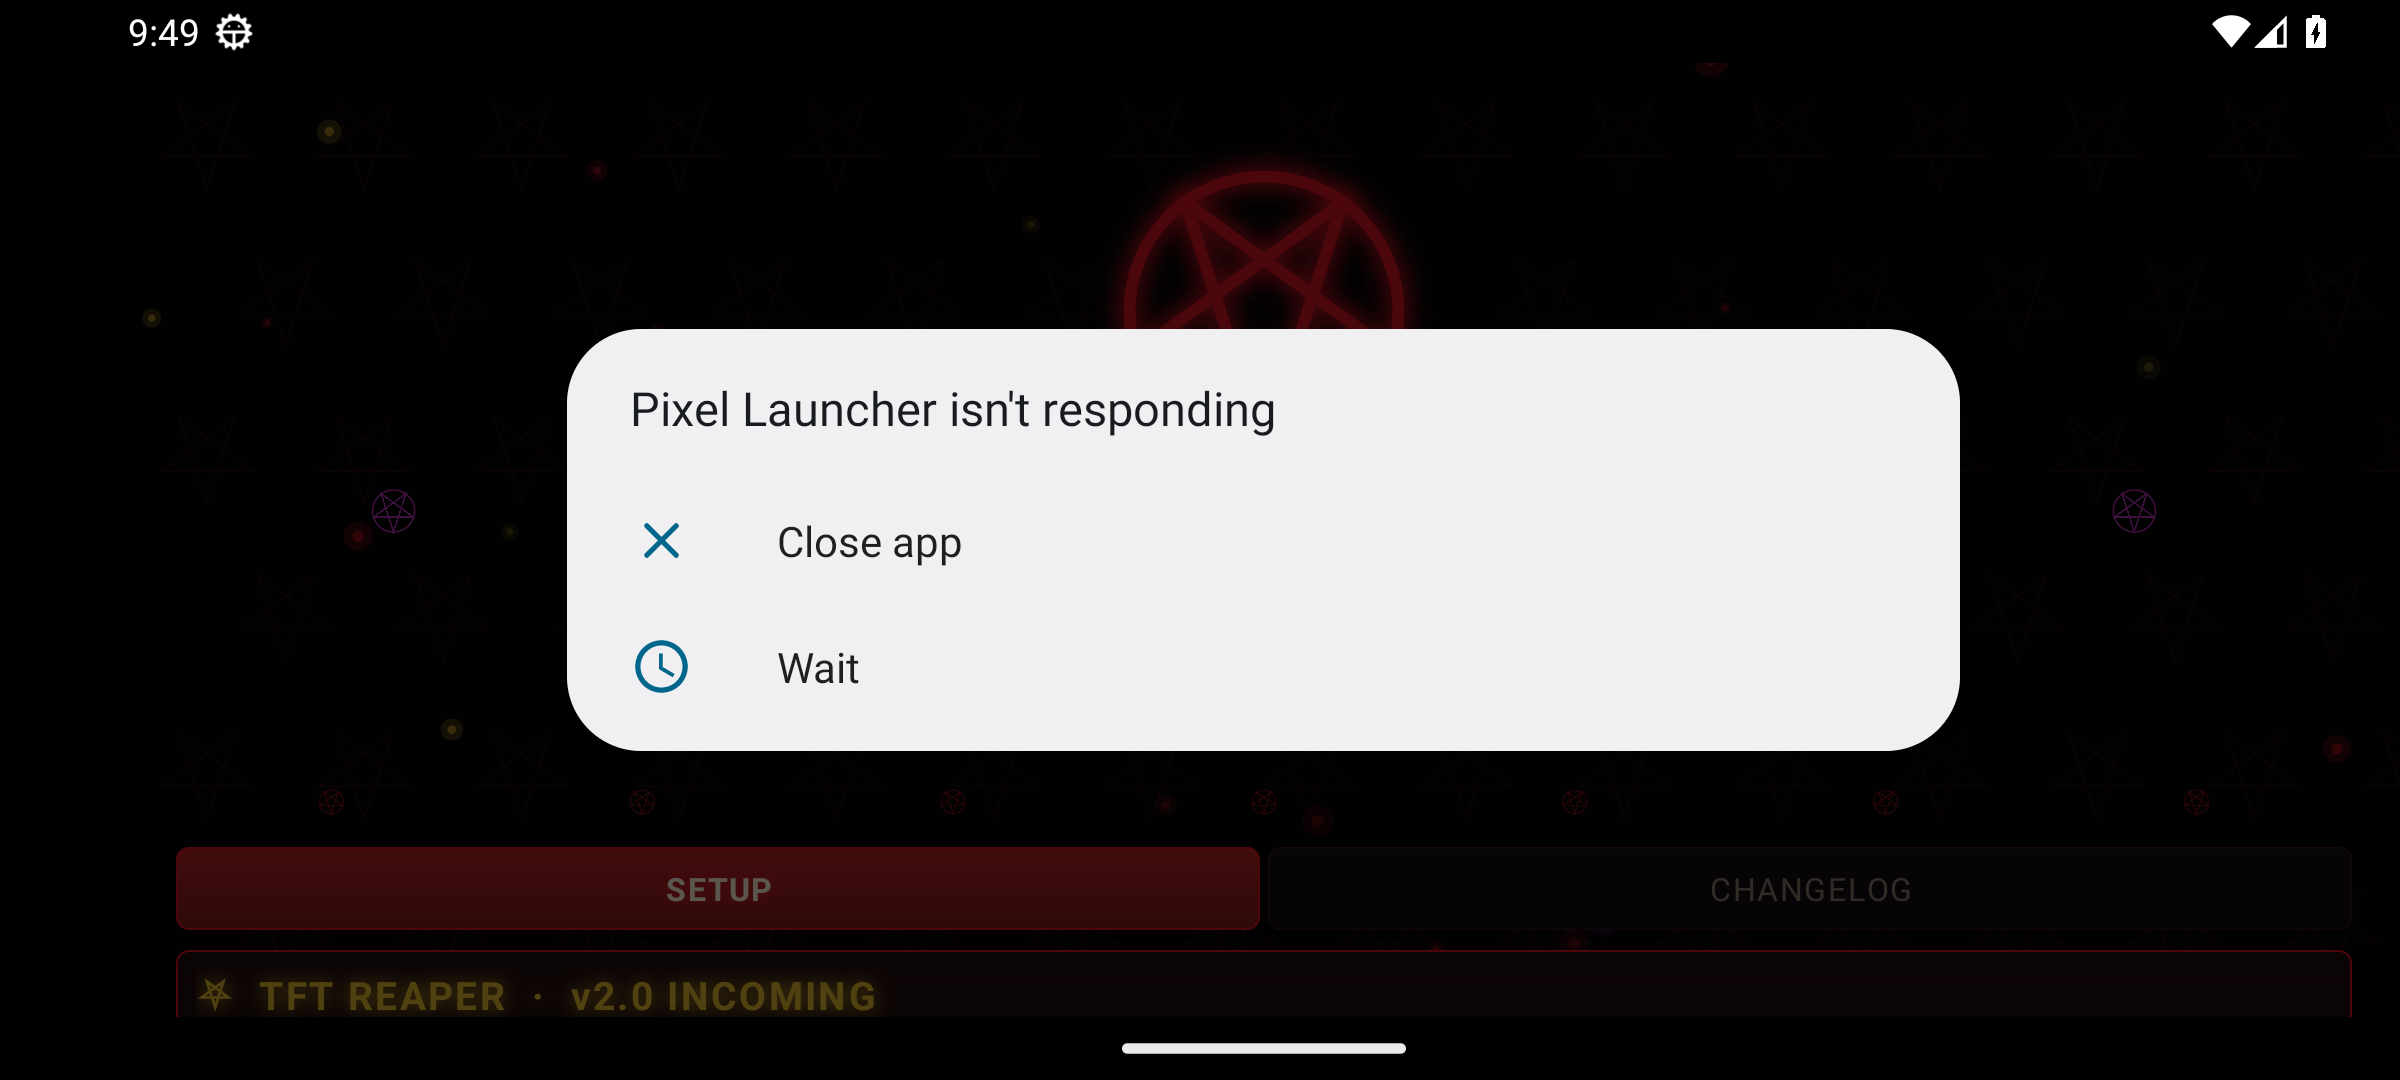 9:49
Pixel Launcher isn't responding
Close app
Wait
SETUP
CHANGELOG
TFT REAPER · v2.0 INCOMING